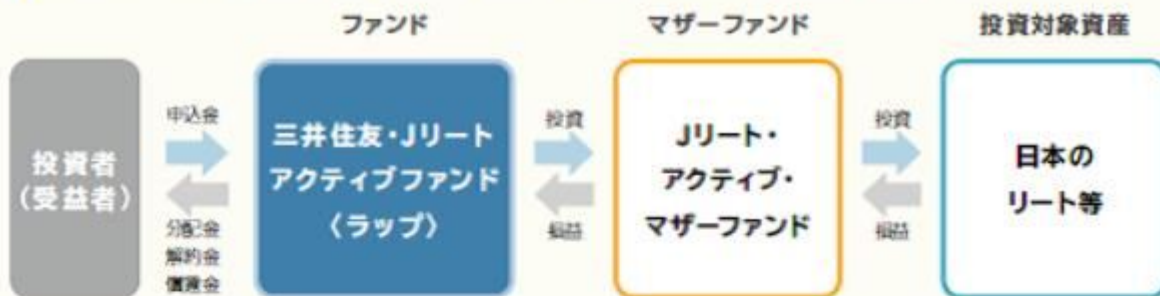 ファンド
マザーファンド
投資対象資産
投資者
(受益者)
申込金
分配金
解約金
償還金
三井住友・Jリート
アクティブファンド
〈ラップ〉
投資
損益
Jリート・
アクティブ・
マザーファンド
投資
損益
日本の
リート等